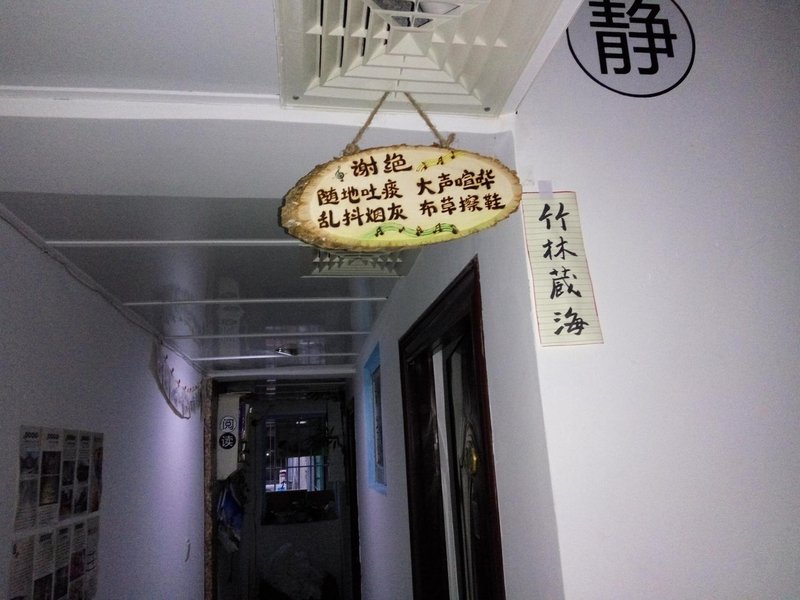 静
谢绝
随地吐痰 大声喧哗
乱抖烟灰 布草擦鞋
竹林蔵海
阅读